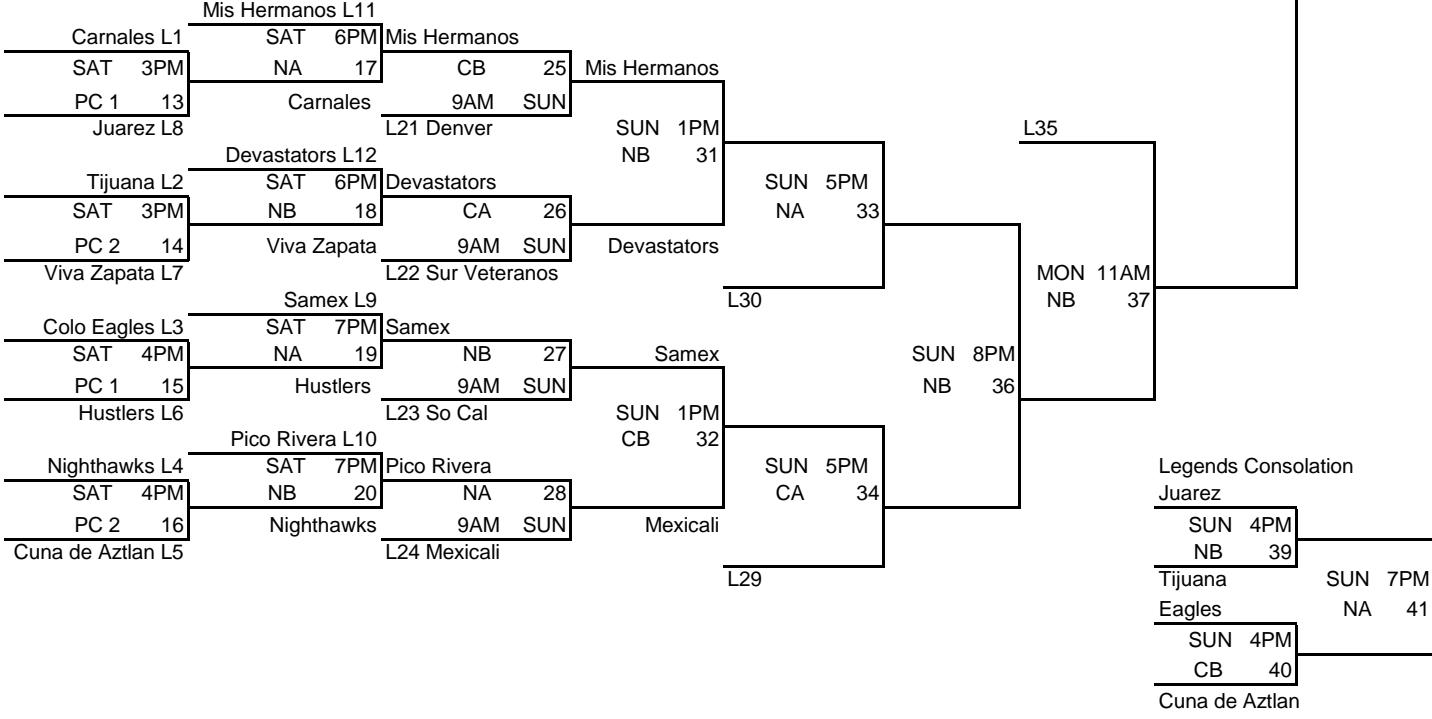 Mis Hermanos L11
Carnales L1 SAT 6PM Mis Hermanos
SAT 3PM NA 17 CB 25 Mis Hermanos
PC 1 13 Carnales 9AM SUN
Juarez L8 L21 Denver SUN 1PM L35
Devastators L12 NB 31
Tijuana L2 SAT 6PM Devastators SUN 5PM
SAT 3PM NB 18 CA 26 NA 33
PC 2 14 Viva Zapata 9AM SUN Devastators
Viva Zapata L7 L22 Sur Veteranos MON 11AM
Samex L9 L30 NB 37
Colo Eagles L3 SAT 7PM Samex
SAT 4PM NA 19 NB 27 Samex SUN 8PM
PC 1 15 Hustlers 9AM SUN NB 36
Hustlers L6 L23 So Cal SUN 1PM
Pico Rivera L10 CB 32
Nighthawks L4 SAT 7PM Pico Rivera SUN 5PM Legends Consolation
SAT 4PM NB 20 NA 28 CA 34 Juarez
PC 2 16 Nighthawks 9AM SUN Mexicali SUN 4PM
Cuna de Aztlan L5 L24 Mexicali NB 39
L29 Tijuana SUN 7PM
Eagles NA 41
SUN 4PM
CB 40
Cuna de Aztlan